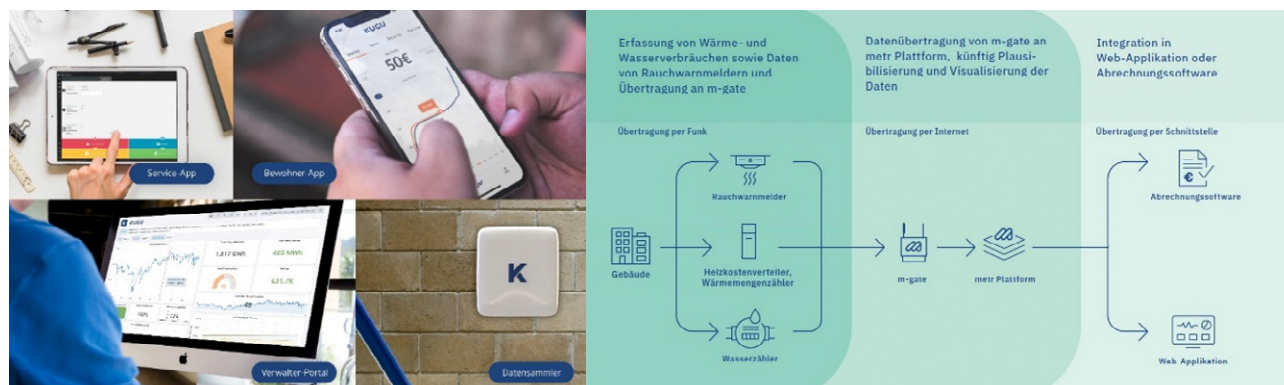 Service-App
KUGU
50€
Bewohner-App
KUGU
Verwalter-Portal
K
Datensammler
Erfassung von Wärme- und
Wasserverbräuchen sowie Daten
von Rauchwarnmeldern und
Übertragung an m-gate
Datenübertragung von m-gate an
metr Plattform, künftig Plausi-
bilisierung und Visualisierung der
Daten
Integration in
Web-Applikation oder
Abrechnungssoftware
Übertragung per Funk
Übertragung per Internet
Übertragung per Schnittstelle
Rauchwarnmelder
Abrechnungssoftware
Gebäude
Heizkostenverteiler,
Wärmemengenzähler
m-gate
metr Plattform
Wasserzähler
Web Applikation